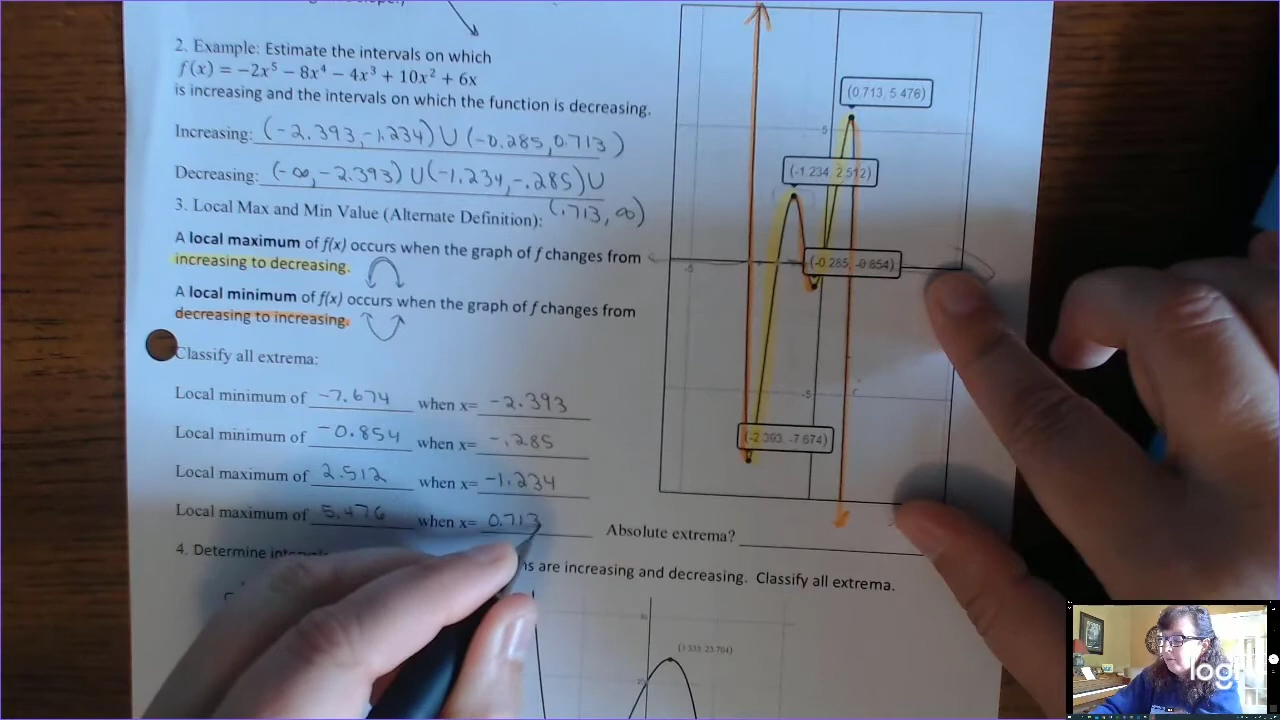 2. Example: Estimate the intervals on which
f(x) = −2x⁵ − 8x⁴ − 4x³ + 10x² + 6x
is increasing and the intervals on which the function is decreasing.
Increasing: (-2.393,-1.234) U (-0.285,0.713)
Decreasing: (-∞,-2.393) U (-1.234,-.285) U
(.713,∞)
3. Local Max and Min Value (Alternate Definition):
A local maximum of f(x) occurs when the graph of f changes from
increasing to decreasing.
A local minimum of f(x) occurs when the graph of f changes from
decreasing to increasing.
Classify all extrema:
Local minimum of -7.674 when x= -2.393
Local minimum of -0.854 when x= -.285
Local maximum of 2.512 when x= -1.234
Local maximum of 5.476 when x= 0.713
Absolute extrema?
4. Determine
are increasing and decreasing. Classify all extrema.
(0.713, 5.476)
5
(-1.234, 2.512)
(-0.285, -0.854)
-5
-5
(-2.393, -7.674)
(1.333, 23.704)
logi